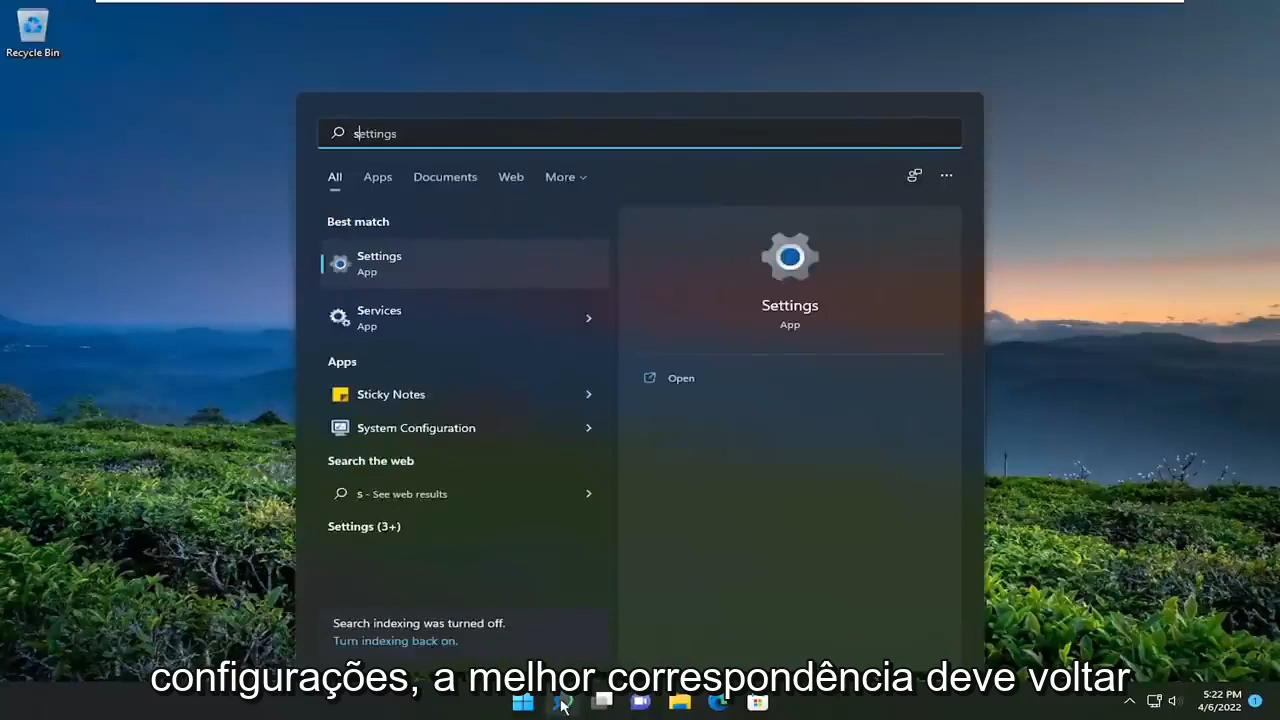 Recycle Bin
settings
All Apps Documents Web More
Best match
Settings
App
Services
App
Apps
Sticky Notes
System Configuration
Search the web
s - See web results
Settings (3+)
Search indexing was turned off.
Turn indexing back on.
Settings
App
Open
configurações, a melhor correspondência deve voltar
5:22 PM
4/6/2022
1